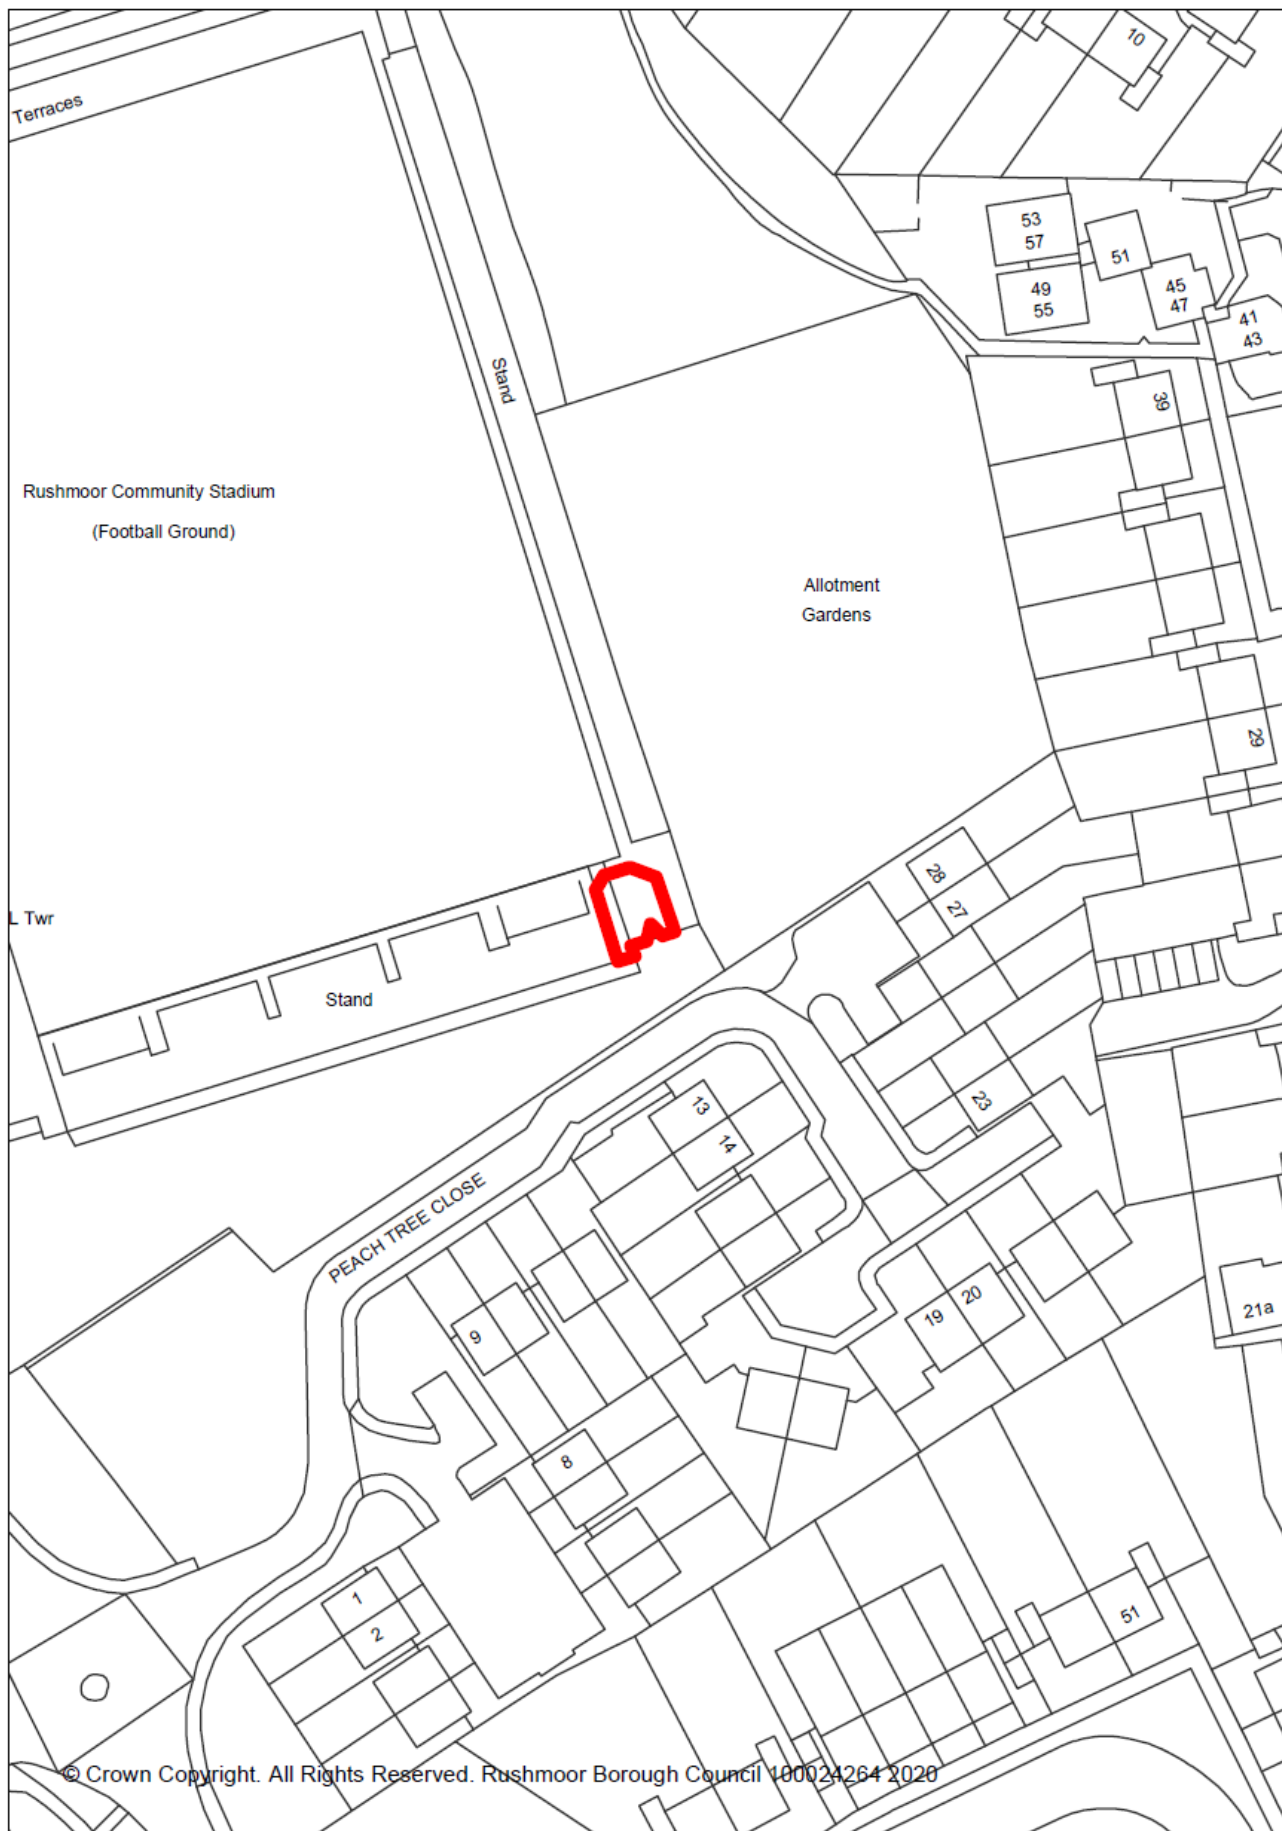 10
Terraces
53
57
51
49
55
45
47
41
43
Stand
39
Rushmoor Community Stadium
(Football Ground)
Allotment
Gardens
29
28
27
L Twr
Stand
23
13
14
PEACH TREE CLOSE
9
19
20
21a
8
1
2
51
© Crown Copyright. All Rights Reserved. Rushmoor Borough Council 100024264 2020